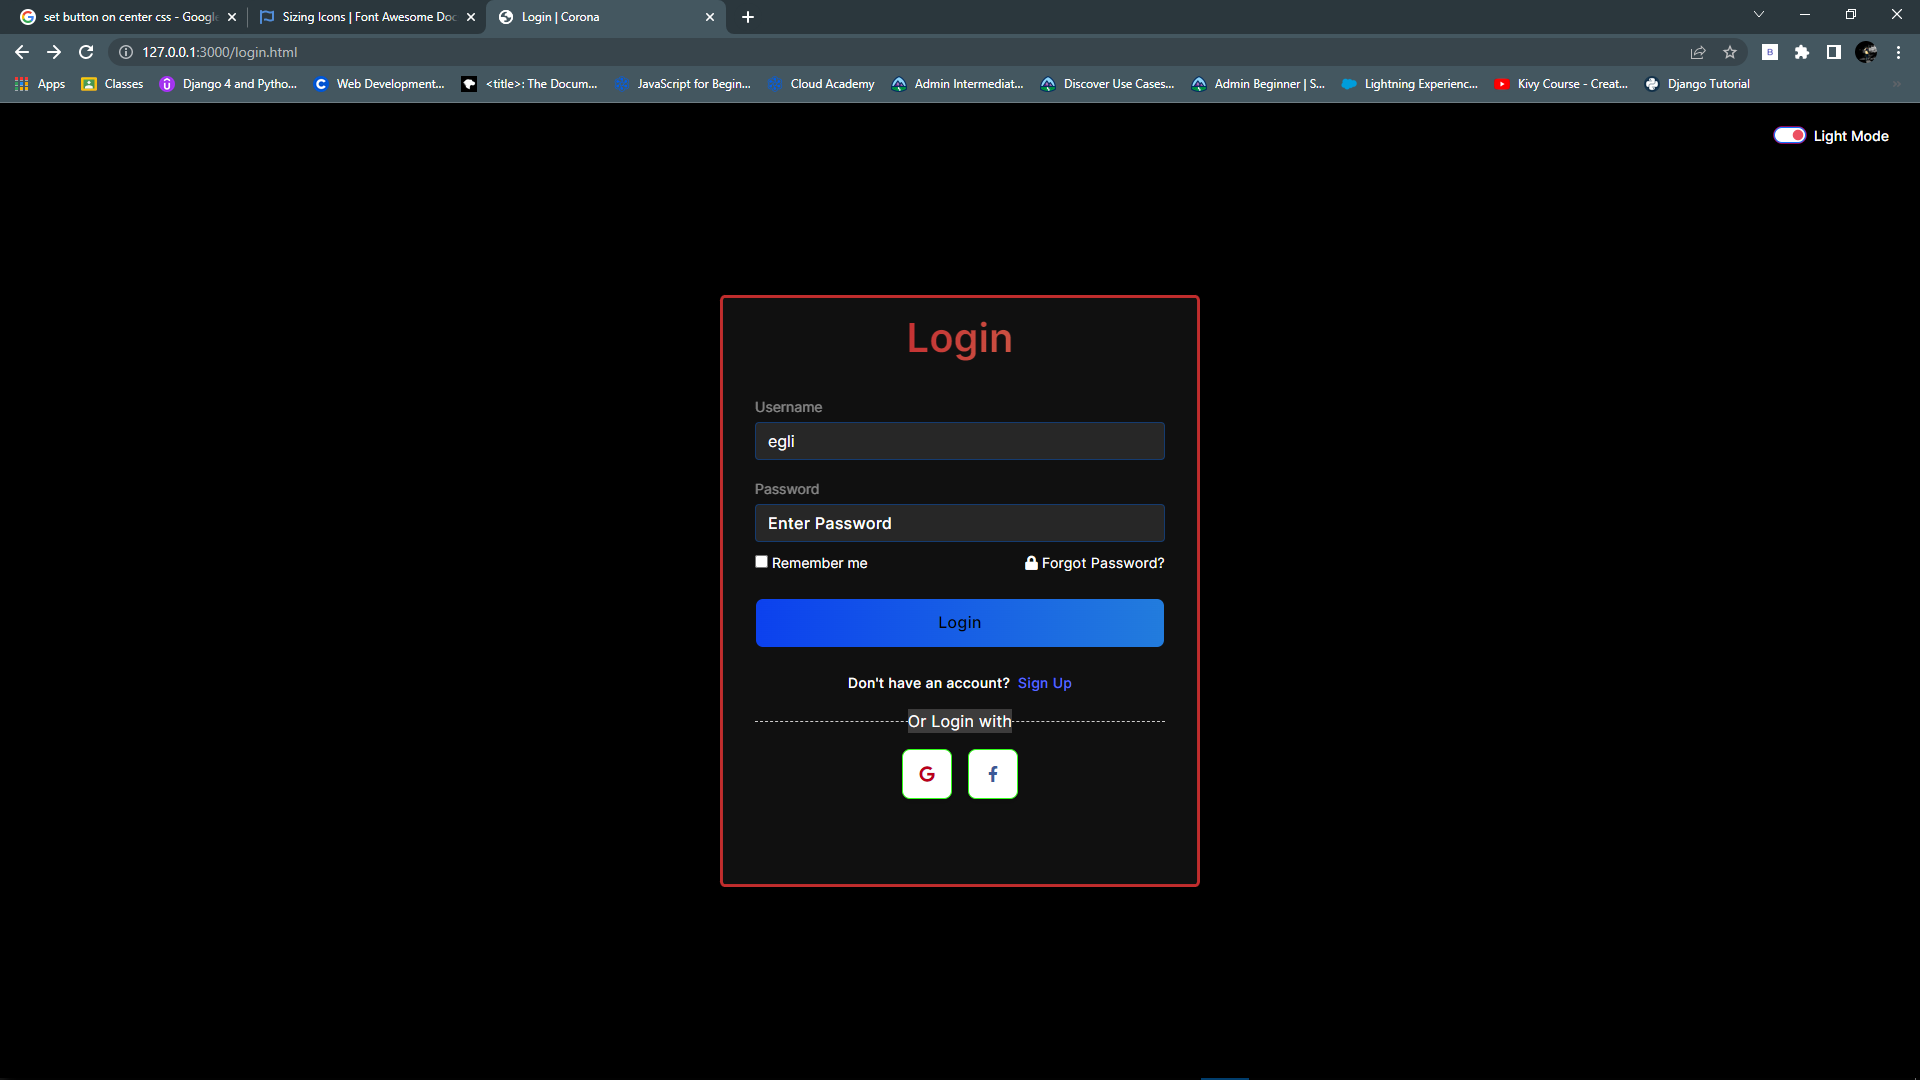 set button on center css - Googl
Sizing Icons | Font Awesome Doc
Login | Corona
127.0.0.1:3000/login.html
Apps
Classes
Django 4 and Pytho...
Web Development...
<title>: The Docum...
JavaScript for Begin...
Cloud Academy
Admin Intermediat...
Discover Use Cases...
Admin Beginner | S...
Lightning Experienc...
Kivy Course - Creat...
Django Tutorial
Light Mode
Login
Username
egli
Password
Enter Password
Remember me
Forgot Password?
Login
Don't have an account? Sign Up
Or Login with